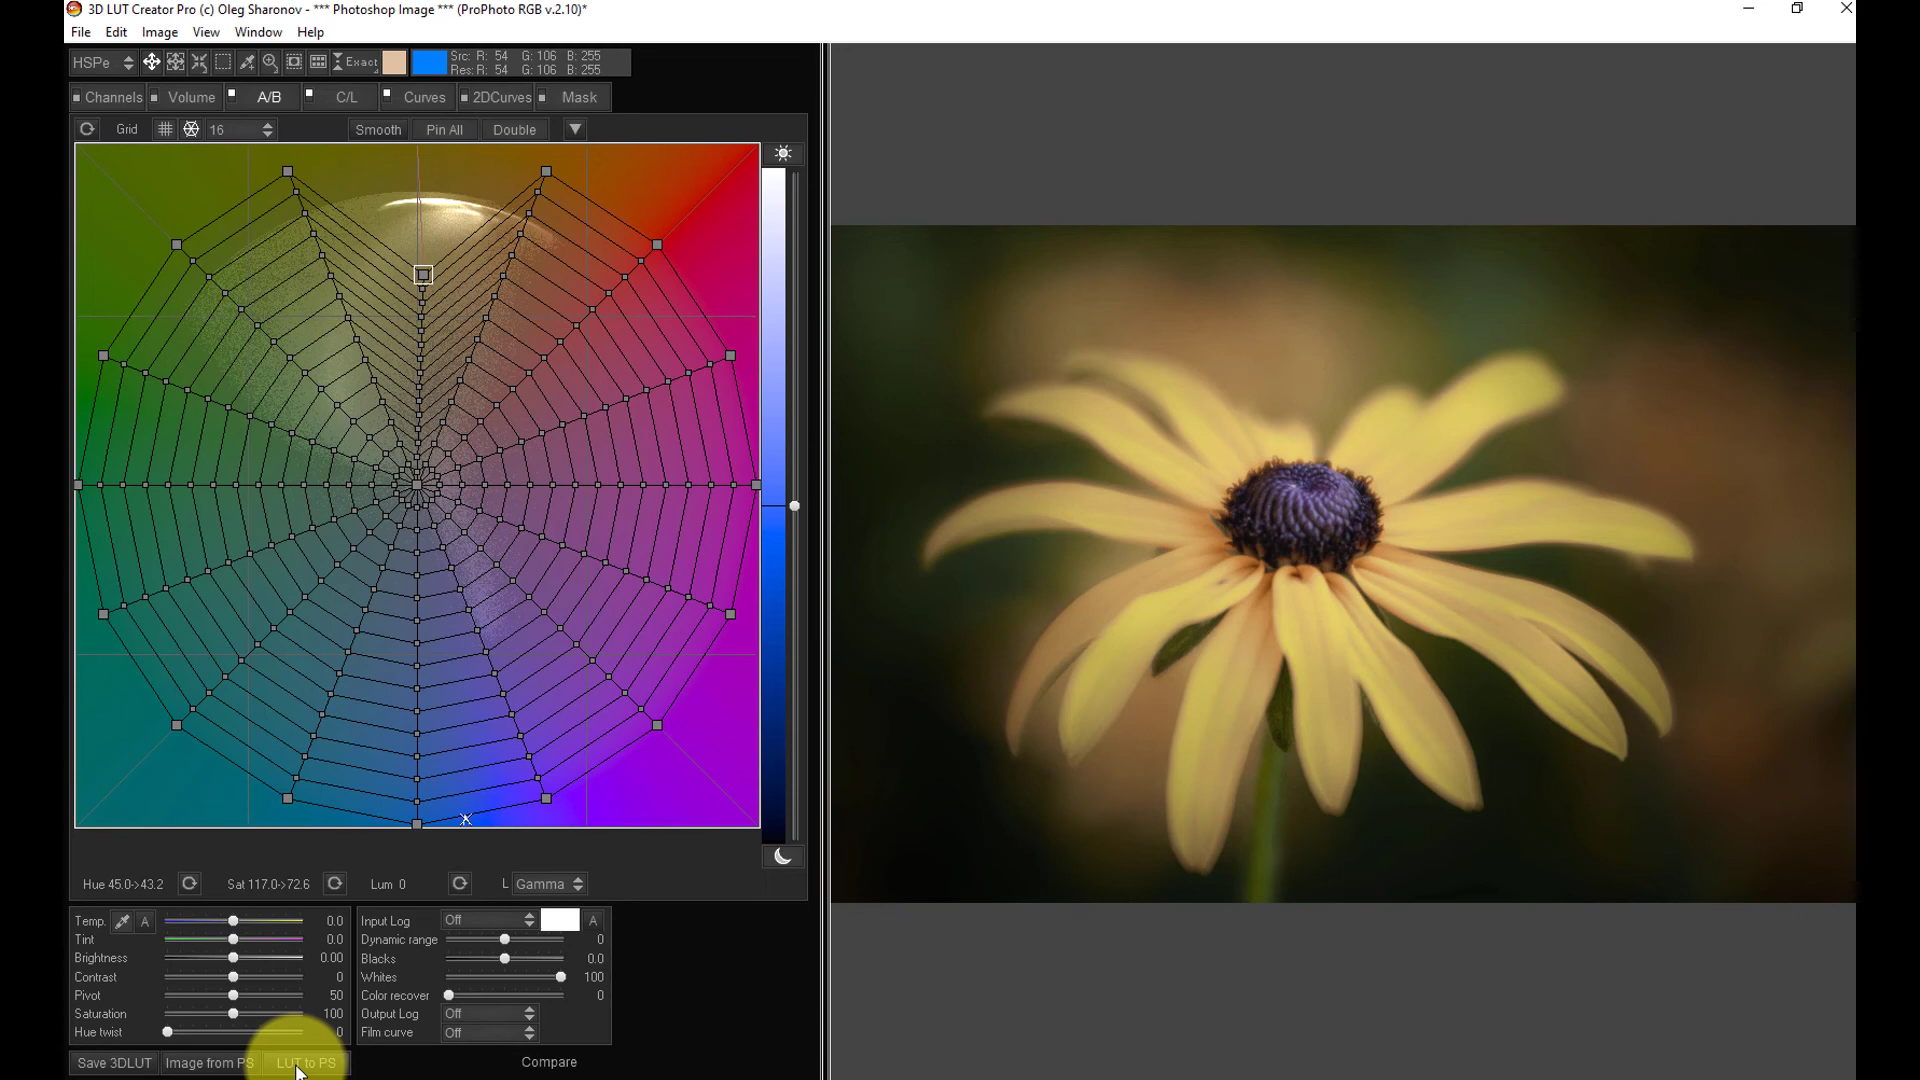 3D LUT Creator Pro (c) Oleg Sharonov - *** Photoshop Image *** (ProPhoto RGB v.2.10)*
File Edit Image View Window Help
HSPe Exact Src: R: 54 G: 106 B: 255
Res: R: 54 G: 106 B: 255
Channels Volume A/B C/L Curves 2DCurves Mask
Grid 16 Smooth Pin All Double
Hue 45.0->43.2 Sat 117.0->72.6 Lum 0 L Gamma
Temp. A 0.0 Input Log Off A
Tint 0.0 Dynamic range 0
Brightness 0.00 Blacks 0.0
Contrast 0 Whites 100
Pivot 50 Color recover 0
Saturation 100 Output Log Off
Hue twist 0 Film curve Off
Save 3DLUT Image from PS LUT to PS Compare